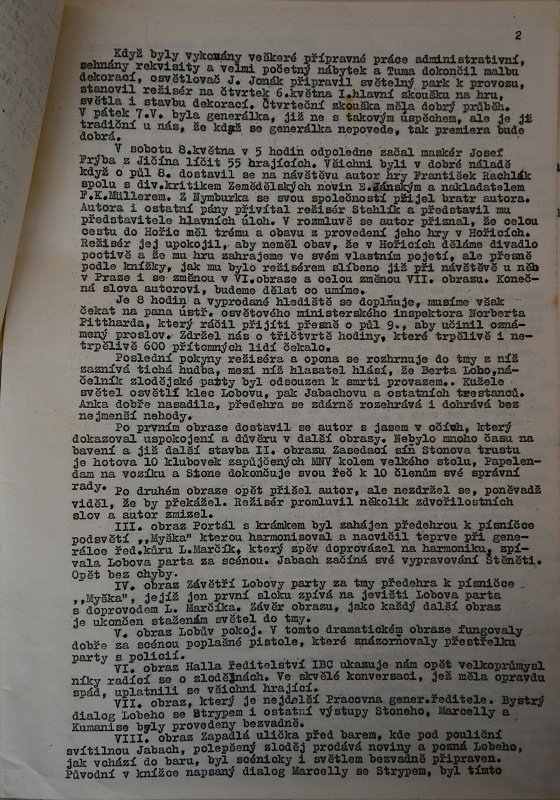 2
Když byly vykonány veškeré přípravné práce administrativní,
sehnány rekvisity a velmi početný nábytek a Tuma dokončil malbu
dekorací, osvětlovač J. Jonák připravil světelný park k provozu,
stanovil režisér na čtvrtek 6.května I.hlavní zkoušku na hru,
světla i stavbu dekorací. Čtvrteční zkouška měla dobrý průběh.
V pátek 7.V. byla generálka, již ne s takovým úspěchem, ale je již
tradiční u nás, že když se generálka nepovede, tak premiera bude
dobrá.
V sobotu 8.května v 5 hodin odpoledne začal maskér Josef
Frýba z Jičína líčit 55 hrajících. Všichni byli v dobré náladě
když o půl 8. dostavil se na návštěvu autor hry František Rachlák
spolu s div.kritikem Zemědělských novin E.Jánským a nakladatelem
F.K.Müllerem. Z Nymburka se svou společností přijel bratr autora.
Autora i ostatní pány přivítal režisér Stehlík a představil mu
představitele hlavních úloh. V rozmluvě se autor přiznal, že celou
cestu do Hořic měl trému a obavu z provedení jeho hry v Hořicích.
Režisér jej upokojil, aby neměl obav, že v Hořicích děláme divadlo
poctivě a že mu hru zahrajeme ve svém vlastním pojetí, ale přesně
podle knížky, jak mu bylo režisérem slíbeno již při návštěvě u něh
v Praze i se změnou v VI.obraze a celou změnou VII. obrazu. Koneč-
ná slova autorovi, budeme dělat co umíme.
Je 8 hodin a vyprodané hlediště se doplňuje, musíme však
čekat na pana ústř. osvětového ministerského inspektora Norberta
Pittharda, který ráčil přijíti přesně o půl 9., aby učinil ozná-
mený proslov. Zdržel nás o třičtvrtě hodiny, které trpělivě i ne-
trpělivě 600 přítomných lidí čekalo.
Poslední pokyny režiséra a opona se rozhrnuje do tmy z níž
zaznívá tichá hudba, mezi níž hlasatel hlásí, že Berta Loho,ná-
čelník zlodějské party byl odsouzen k smrti provazem.. Kužele
světel osvětlí klec Lobovu, pak Jabachovu a ostatních trestanců.
Anka dobře nasadila, předehra se zdárně rozehrává i dohrává bez
nejmenší nehody.
Po prvním obraze dostavil se autor s jasem v očích, který
dokazoval uspokojení a důvěru v další obrazy. Nebylo mnoho času na
bavení a již další stavba II. obrazu Zasedací síň Stonova trustu
je hotova 10 klubovek zapůjčených MNV kolem velkého stolu, Papelen-
dam na vozíku a Stone dokončuje svou řeč k 10 členům své správní
rady.
Po druhém obraze opět přišel autor, ale nezdržel se, poněvadž
viděl, že by překážel. Režisér promluvil několik zdvořilostních
slov a autor zmizel.
III. obraz Portál s krámkem byl zahájen předehrou k písničce
podsvětí ,,Myška" kterou harmonisoval a nacvičil teprve při gene-
rálce řed.kůru L.Marčík, který zpěv doprovázel na harmoniku, zpí-
vala Lobova parta za scénou. Jabach začíná své vypravování Štěněti.
Opět bez chyby.
IV. obraz Závětří Lobovy party za tmy předehra k písničce
,,Myška", jejíž jen první sloku zpívá na jevišti Lobova parta
s doprovodem L. Marčíka. Závěr obrazu, jako každý další obraz
je ukončen stažením světel do tmy.
V. obraz Lobův pokoj. V tomto dramatickém obraze fungovaly
dobře za scénou poplašné pistole, které znázorňovaly přestřelku
party s policií.
VI. obraz Halla ředitelství IBC ukazuje nám opět velkoprůmysl
níky radící se o zlodějnách. Ve skvělé konversaci, jež měla opravdu
spád, uplatnili se všichni hrající.
VII. obraz, který je nejdelší Pracovna gener.ředitele. Bystrý
dialog Lobeho se Strypem i ostatní výstupy Stoneho, Marcelly a
Kumanise byly provedeny bezvadně.
VIII. obraz Zapadlá ulička před barem, kde pod pouliční
svítilnou Jabach, polepšený zloděj prodává noviny a pozná Lobeho,
jak vchází do baru, byl scénicky i světlem bezvadně připraven.
Původní v knížce napsaný dialog Marcelly se Strypem, byl tímto